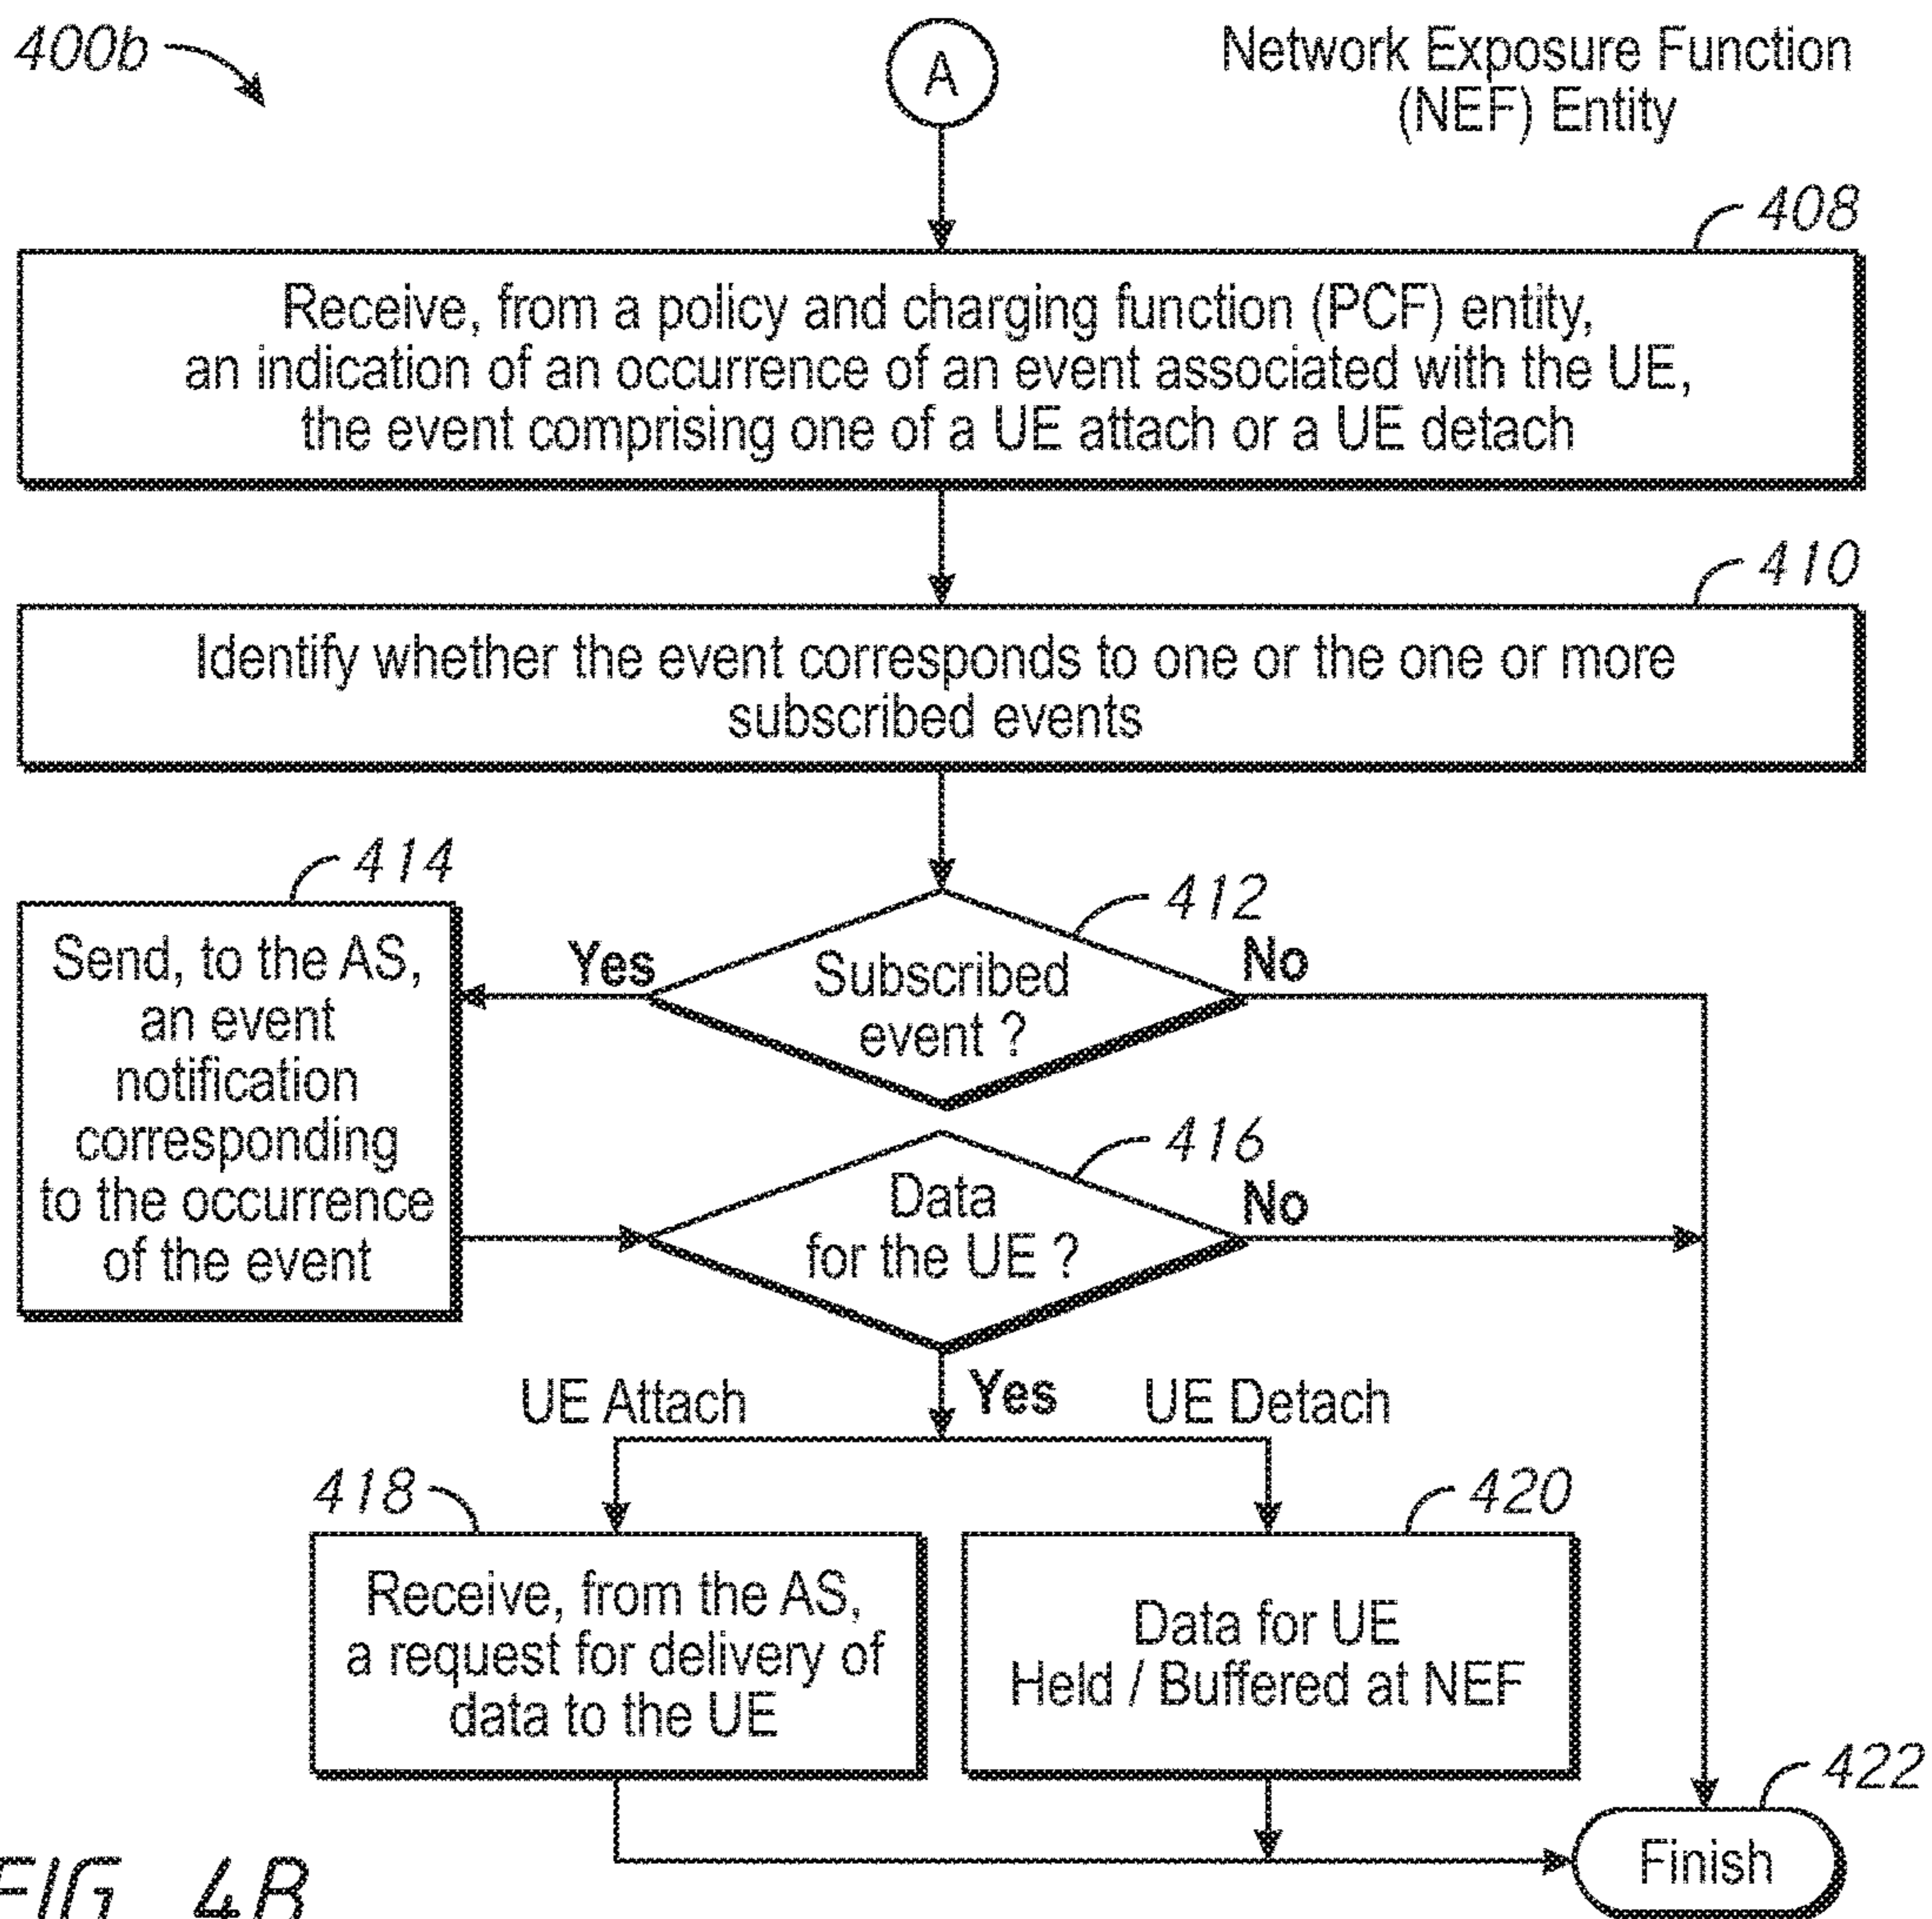 400b
A
Network Exposure Function
(NEF) Entity
408
Receive, from a policy and charging function (PCF) entity,
an indication of an occurrence of an event associated with the UE,
the event comprising one of a UE attach or a UE detach
410
Identify whether the event corresponds to one or the one or more
subscribed events
414
Send, to the AS,
an event
notification
corresponding
to the occurrence
of the event
412
Yes
Subscribed
event ?
No
416
Data
for the UE ?
No
UE Attach
Yes
UE Detach
418
Receive, from the AS,
a request for delivery of
data to the UE
420
Data for UE
Held / Buffered at NEF
422
Finish
FIG. 4B